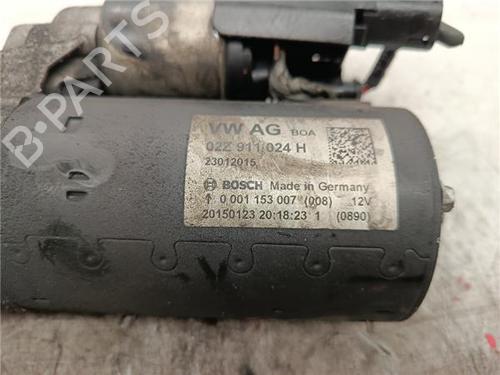 B-PARTS
VW AG BOA
02Z 911 024 H
23012015
BOSCH Made in Germany
0 001 153 007 (008) 12V
20150123 20:18:23 1 (0890)